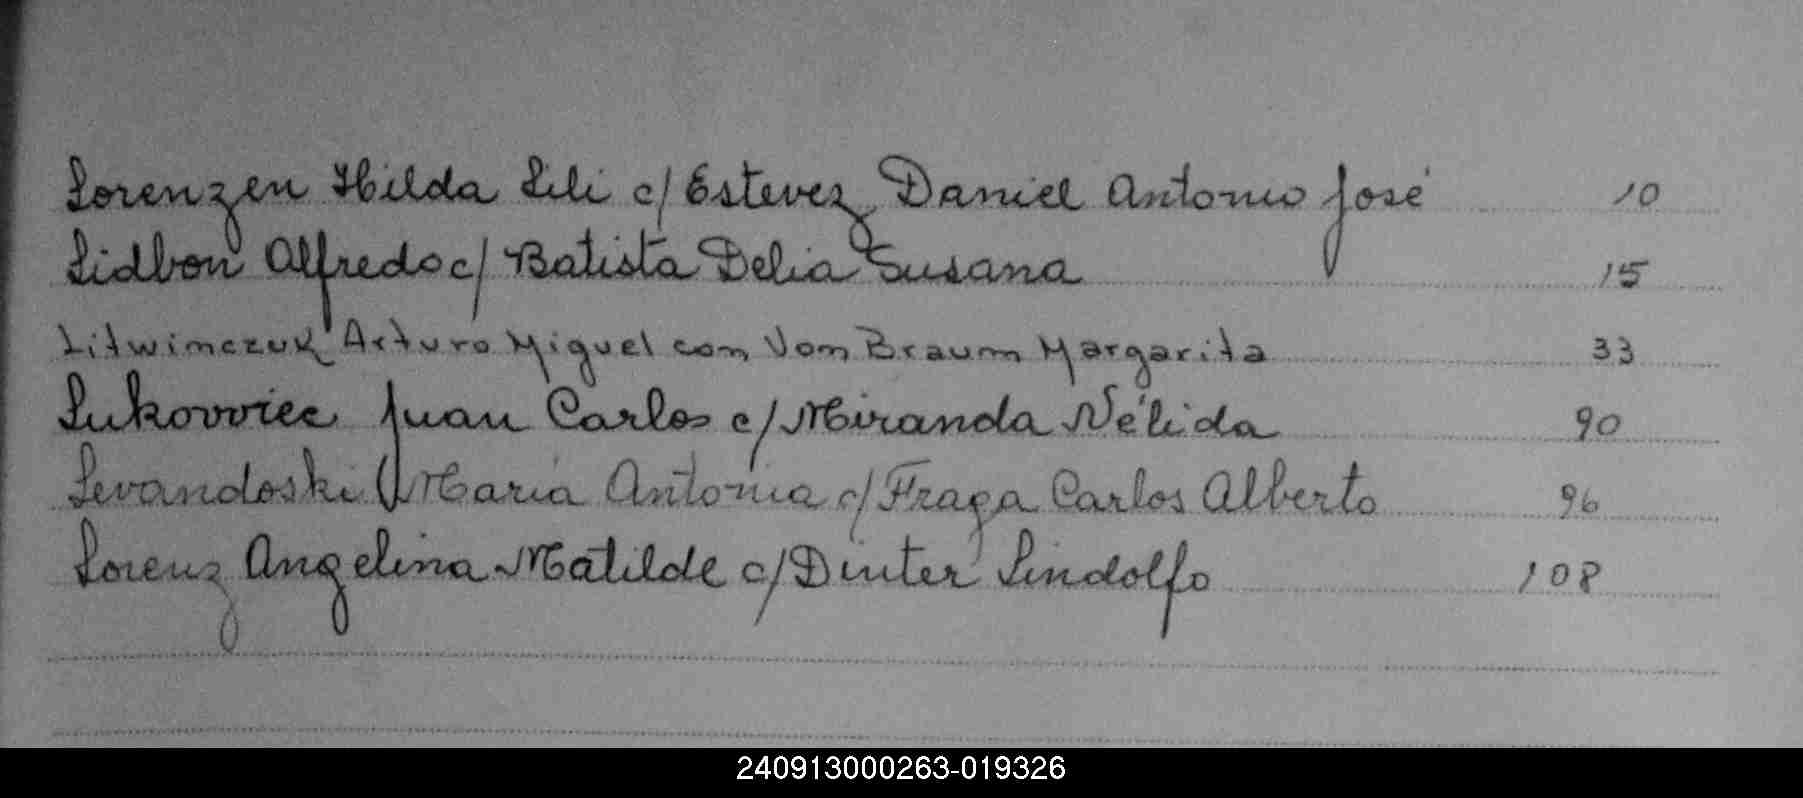 Lorenzen Hilda Lili c/ Estevez Daniel Antonio José 10
Lidbon Alfredo c/ Batista Delia Susana 15
Litwinczuk Arturo Miguel con Von Braum Margarita 33
Lukovviec Juan Carlos c/ Miranda Nélida 90
Levandoski María Antonia c/ Fraga Carlos Alberto 96
Lorenz Angelina Matilde c/ Dinter Lindolfo 108
240913000263-019326